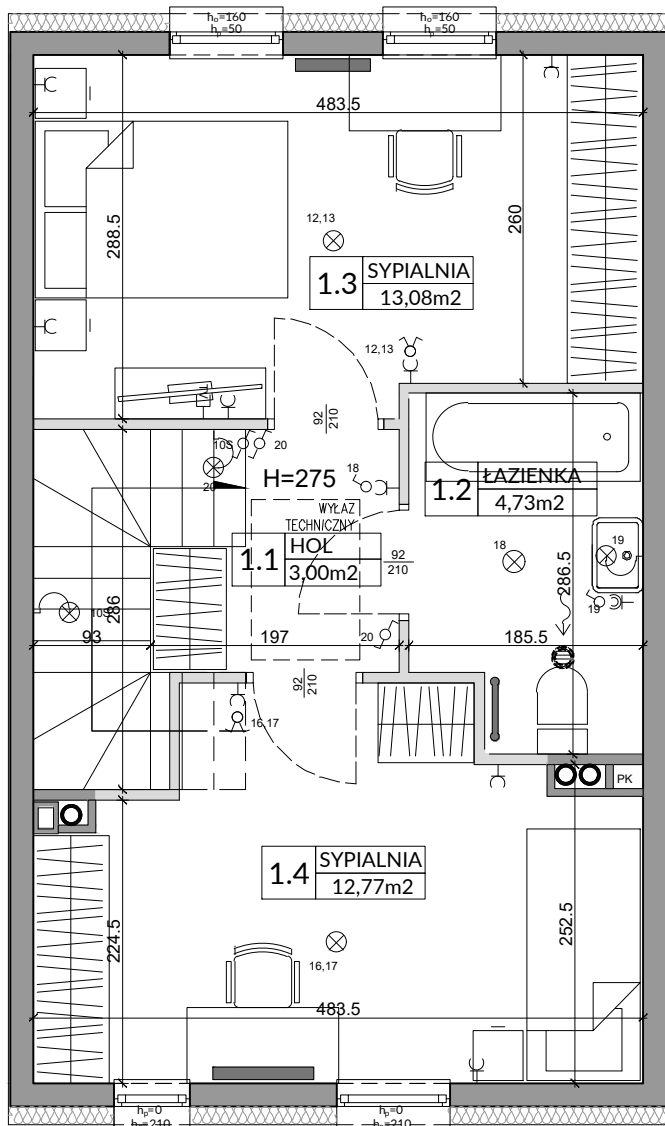 hₒ=160
hₚ=50
hₒ=160
hₚ=50
483.5
288.5
260
12,13
1.3 SYPIALNIA
13,08m2
12,13
92
210
10S
20
20
H=275
18
1.2 ŁAZIENKA
4,73m2
WYŁAZ
TECHNICZNY
1.1 HOL
3,00m2
92
210
18
19
286.5
286
10S
19
93
197
20
185.5
92
210
16,17
PK
1.4 SYPIALNIA
12,77m2
224.5
252.5
16,17
483.5
hₚ=0
hₚ=0